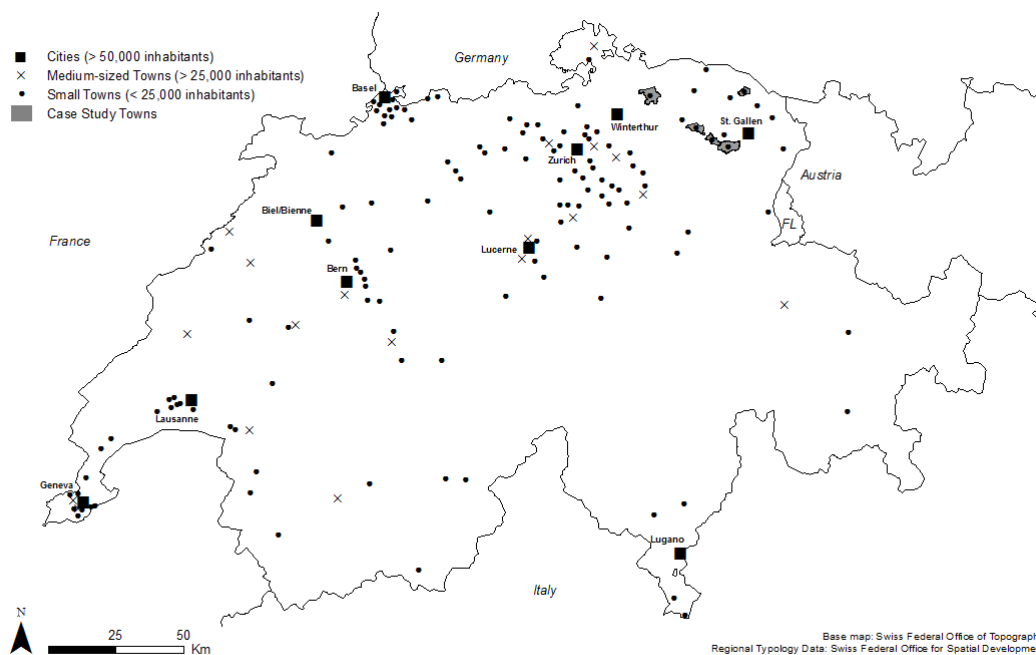 Germany
Cities (> 50,000 inhabitants)
Medium-sized Towns (> 25,000 inhabitants)
Small Towns (< 25,000 inhabitants)
Case Study Towns
Basel
Winterthur
St. Gallen
Zurich
Austria
Biel/Bienne
FL
France
Lucerne
Bern
Lausanne
Geneva
Lugano
Italy
N
25 50
Km
Base map: Swiss Federal Office of Topograph
Regional Typology Data: Swiss Federal Office for Spatial Developme